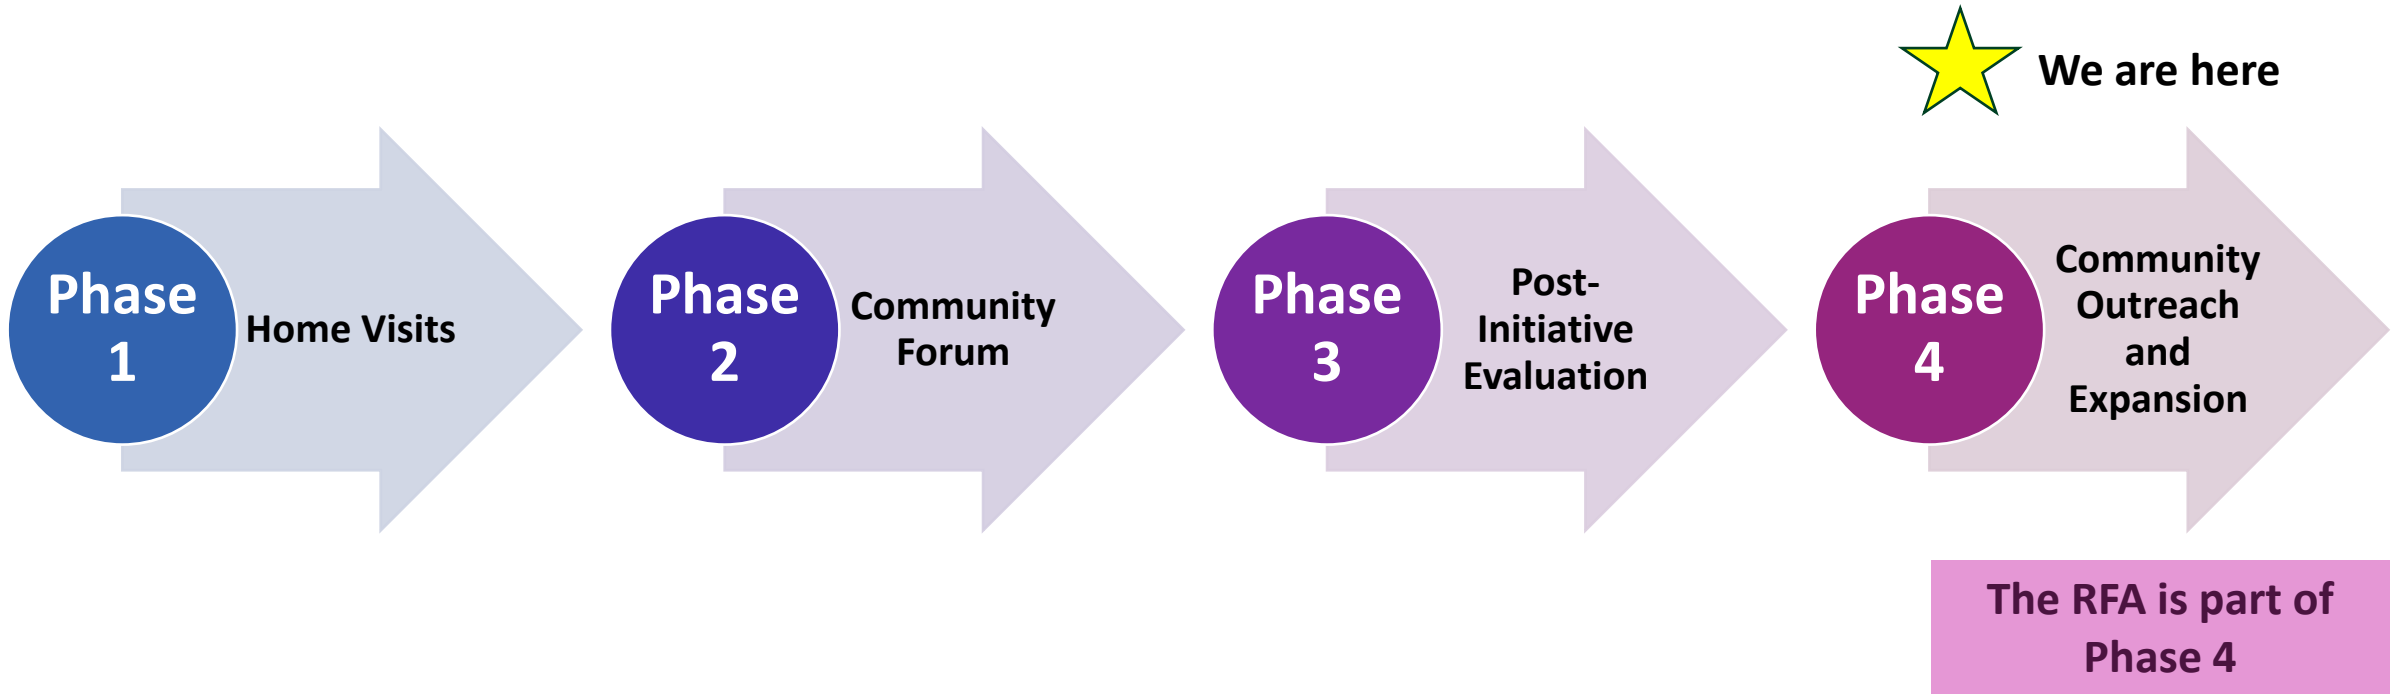 We are here
Phase
1
Home Visits
Phase
2
Community
Forum
Phase
3
Post-
Initiative
Evaluation
Phase
4
Community
Outreach
and
Expansion
The RFA is part of
Phase 4